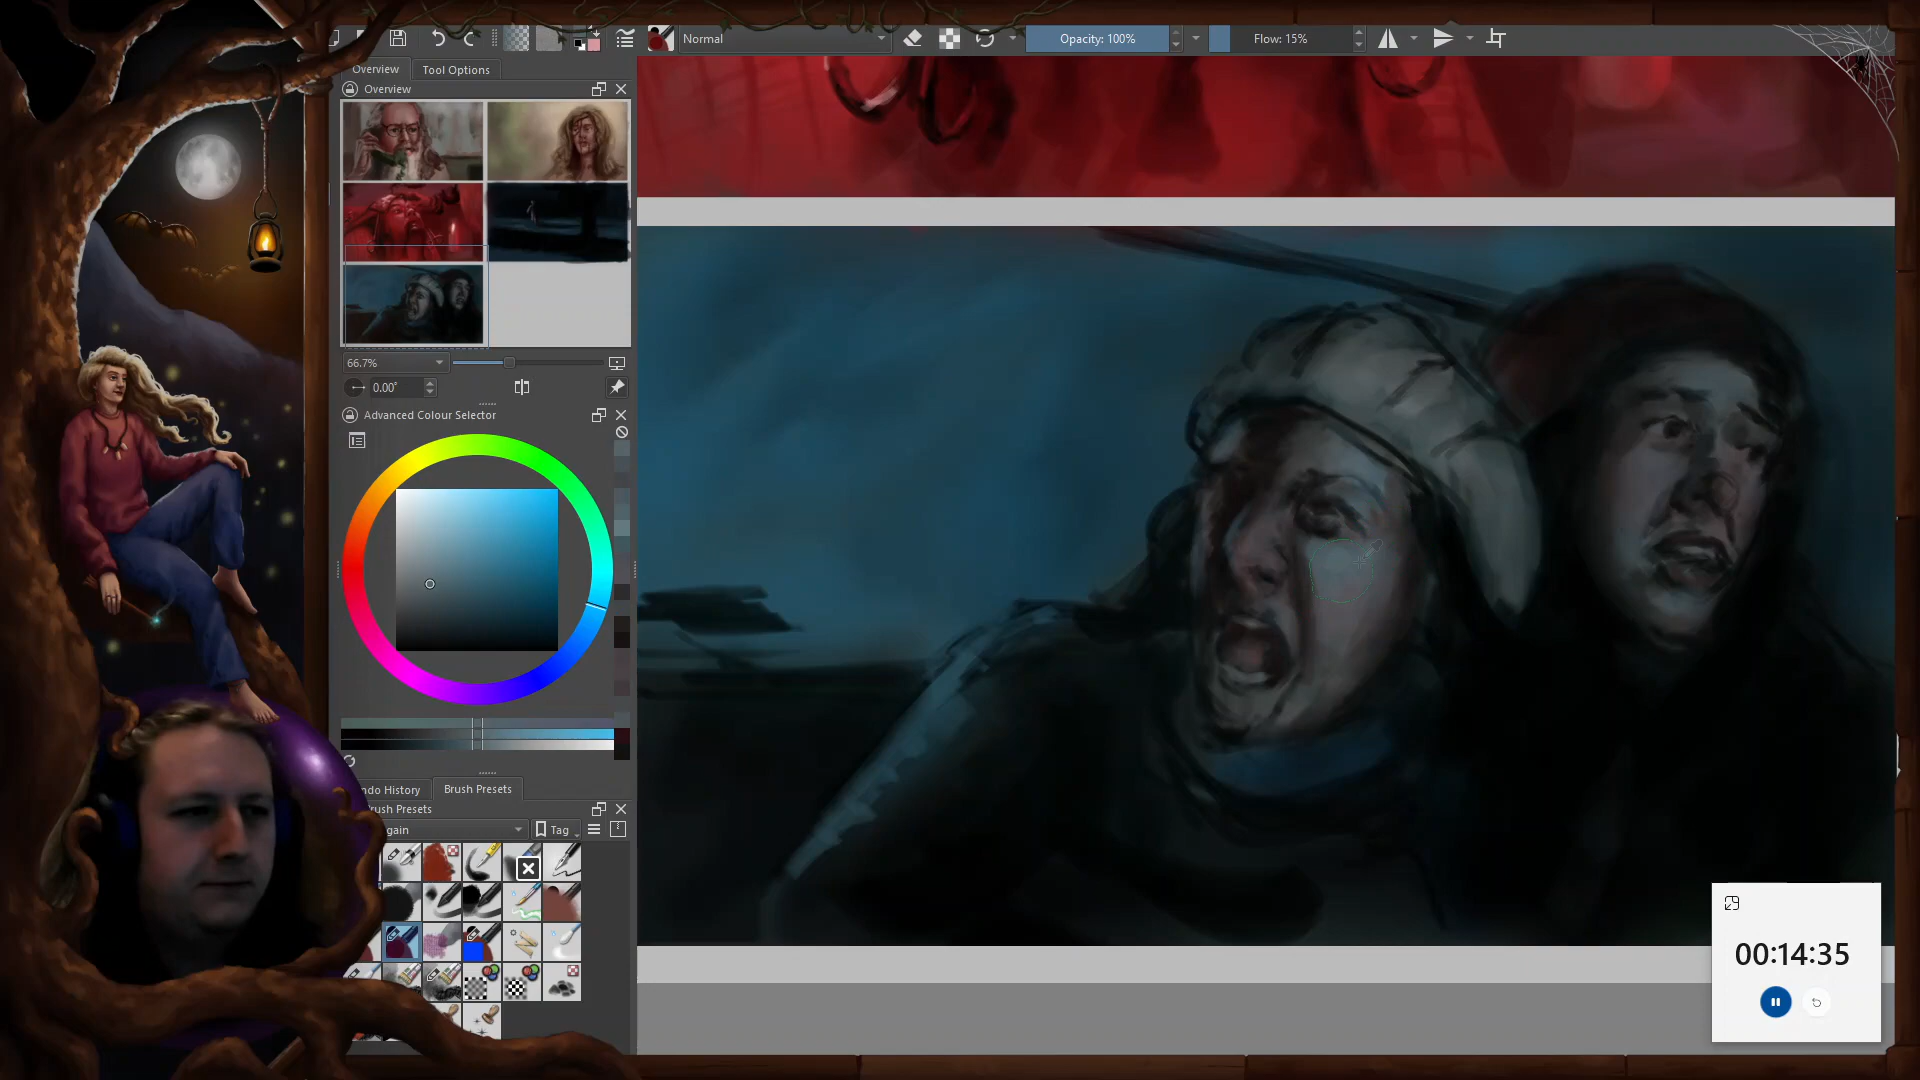 Normal
Opacity: 100%
Flow: 15%
Overview
Tool Options
Overview
66.7%
0.00°
Advanced Colour Selector
ndo History
Brush Presets
rush Presets
gain
Tag
00:14:35